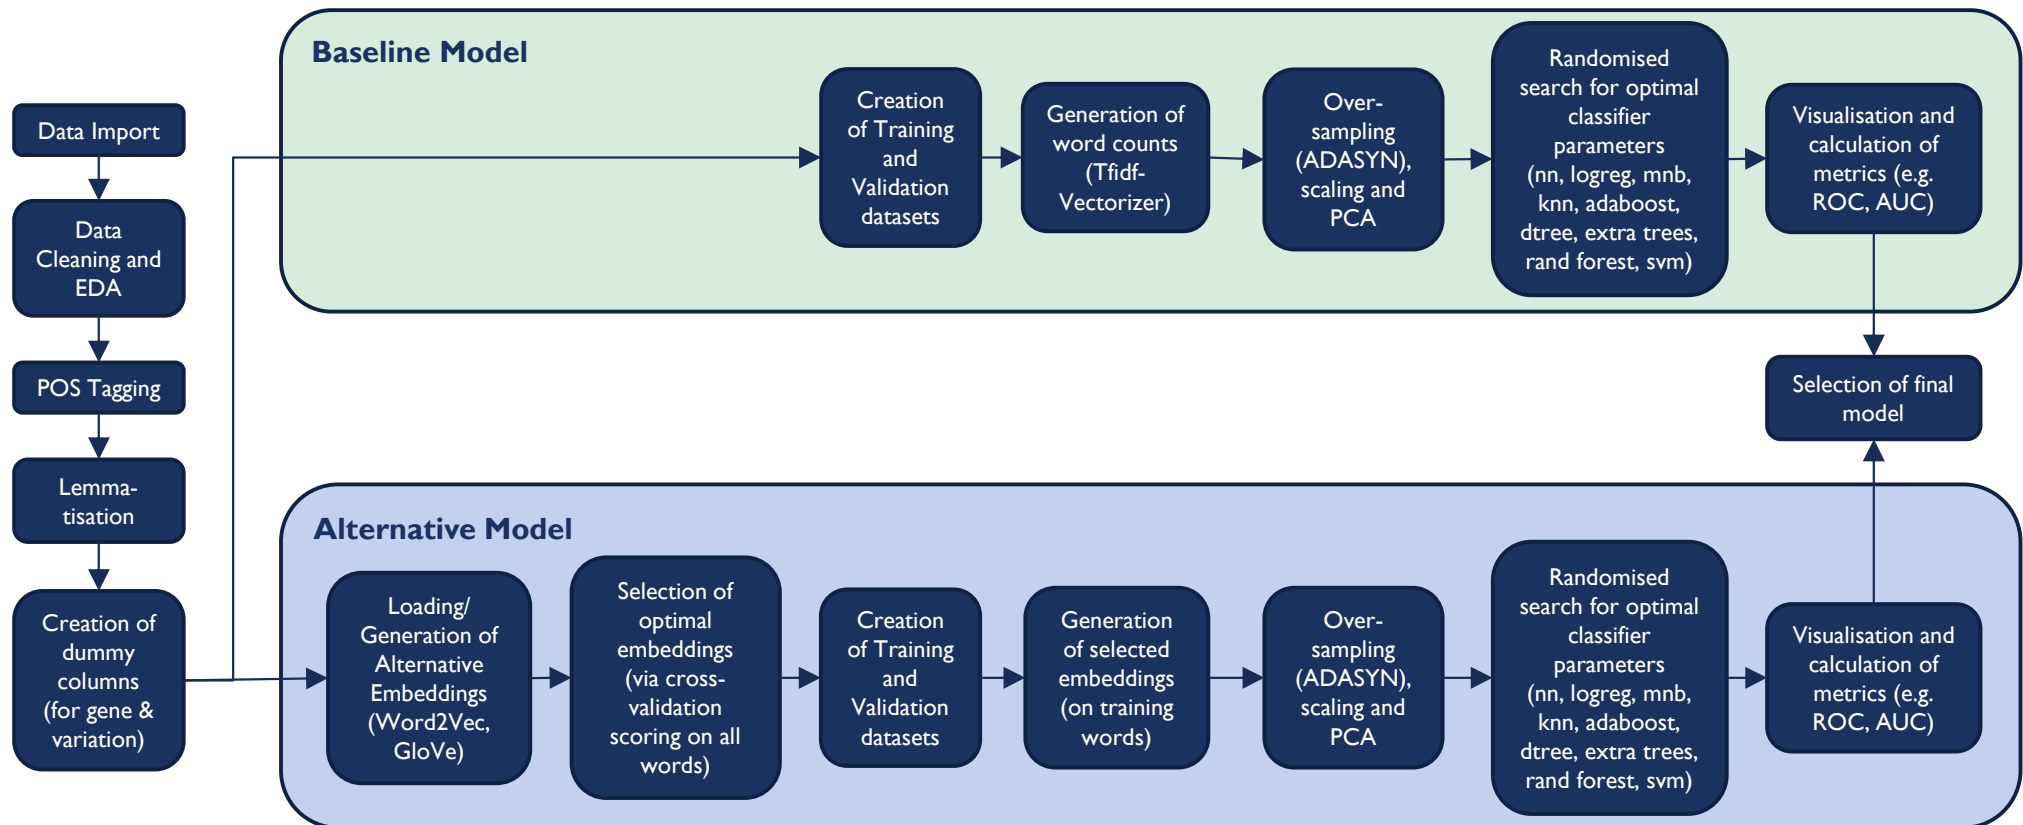 Data Import
Data
Cleaning and
EDA
POS Tagging
Lemma-
tisation
Creation of
dummy
columns
(for gene &
variation)
Baseline Model
Creation
of Training
and
Validation
datasets
Generation of
word counts
(Tfidf-
Vectorizer)
Over-
sampling
(ADASYN),
scaling and
PCA
Randomised
search for optimal
classifier
parameters
(nn, logreg, mnb,
knn, adaboost,
dtree, extra trees,
rand forest, svm)
Visualisation and
calculation of
metrics (e.g.
ROC, AUC)
Selection of final
model
Alternative Model
Loading/
Generation of
Alternative
Embeddings
(Word2Vec,
GloVe)
Selection of
optimal
embeddings
(via cross-
validation
scoring on all
words)
Creation
of Training
and
Validation
datasets
Generation
of selected
embeddings
(on training
words)
Over-
sampling
(ADASYN),
scaling and
PCA
Randomised
search for optimal
classifier
parameters
(nn, logreg, mnb,
knn, adaboost,
dtree, extra trees,
rand forest, svm)
Visualisation and
calculation of
metrics (e.g.
ROC, AUC)